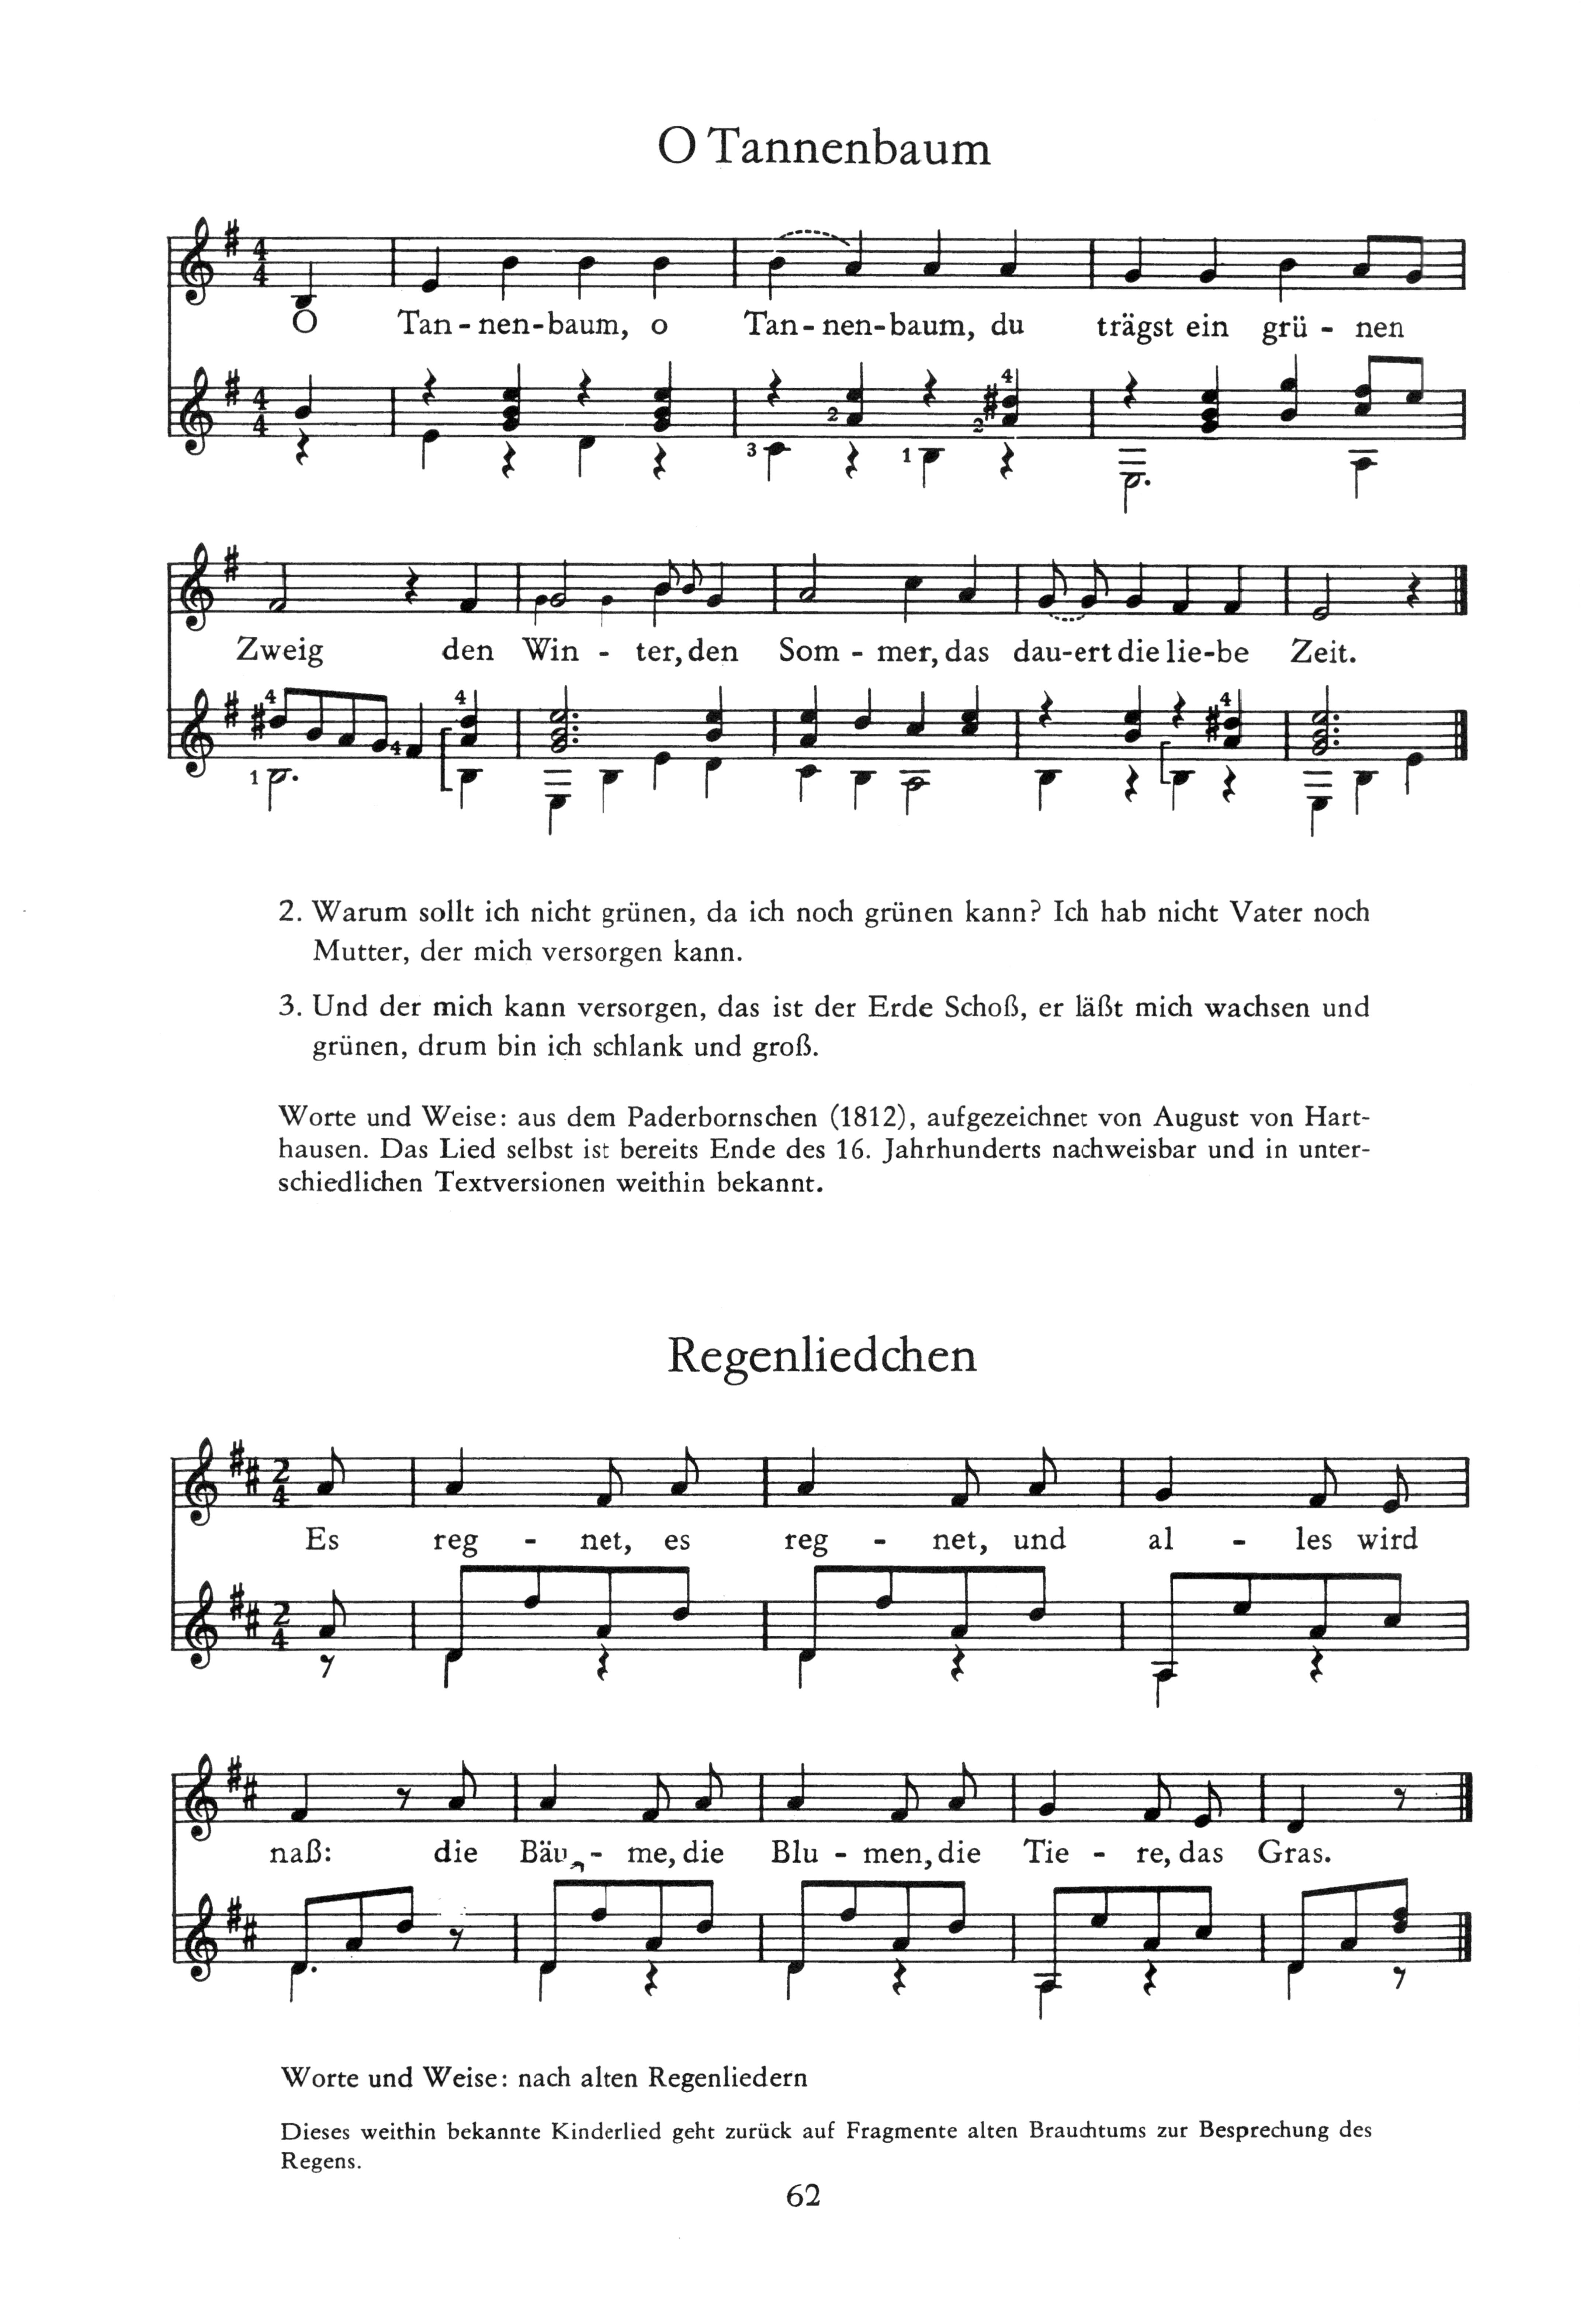 O Tannenbaum
O Tan - nen - baum, o Tan - nen - baum, du trägst ein grü - nen
Zweig den Win - ter, den Som - mer, das dau - ert die lie - be Zeit.
2. Warum sollt ich nicht grünen, da ich noch grünen kann? Ich hab nicht Vater noch
Mutter, der mich versorgen kann.
3. Und der mich kann versorgen, das ist der Erde Schoß, er läßt mich wachsen und
grünen, drum bin ich schlank und groß.
Worte und Weise: aus dem Paderbornschen (1812), aufgezeichnet von August von Hart-
hausen. Das Lied selbst ist bereits Ende des 16. Jahrhunderts nachweisbar und in unter-
schiedlichen Textversionen weithin bekannt.
Regenliedchen
Es reg - net, es reg - net, und al - les wird
naß: die Bäu - me, die Blu - men, die Tie - re, das Gras.
Worte und Weise: nach alten Regenliedern
Dieses weithin bekannte Kinderlied geht zurück auf Fragmente alten Brauchtums zur Besprechung des
Regens.
62